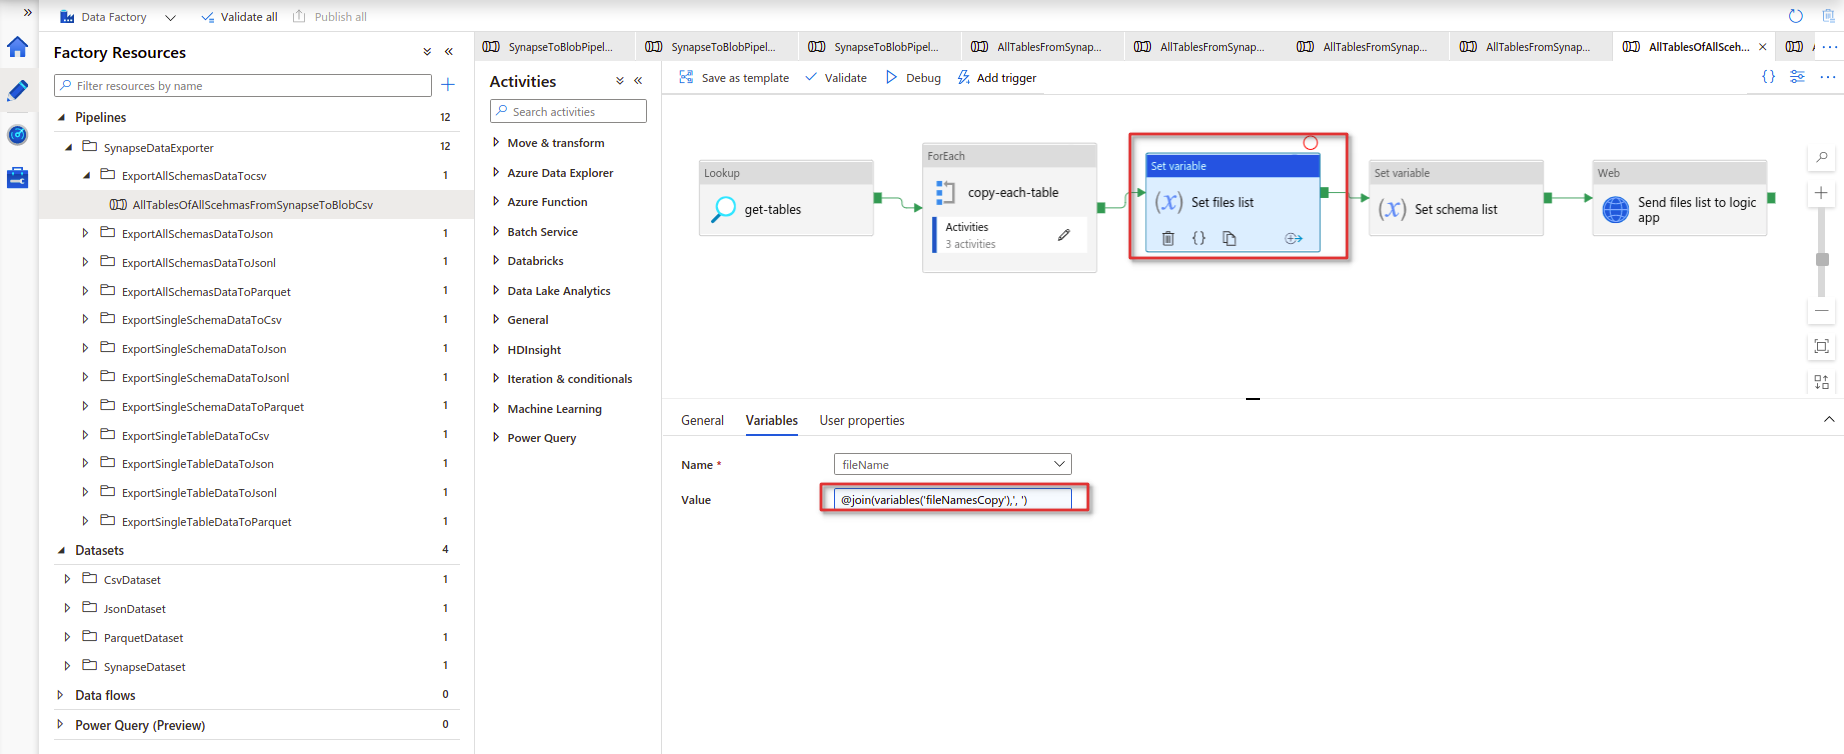 Data Factory
Validate all
Publish all
Factory Resources
Filter resources by name
Pipelines 12
SynapseDataExporter 12
ExportAllSchemasDataTocsv 1
AllTablesOfAllScehmasFromSynapseToBlobCsv
ExportAllSchemasDataToJson 1
ExportAllSchemasDataToJsonl 1
ExportAllSchemasDataToParquet 1
ExportSingleSchemaDataToCsv 1
ExportSingleSchemaDataToJson 1
ExportSingleSchemaDataToJsonl 1
ExportSingleSchemaDataToParquet 1
ExportSingleTableDataToCsv 1
ExportSingleTableDataToJson 1
ExportSingleTableDataToJsonl 1
ExportSingleTableDataToParquet 1
Datasets 4
CsvDataset 1
JsonDataset 1
ParquetDataset 1
SynapseDataset 1
Data flows 0
Power Query (Preview) 0
SynapseToBlobPipel...
SynapseToBlobPipel...
SynapseToBlobPipel...
AllTablesFromSynap...
AllTablesFromSynap...
AllTablesFromSynap...
AllTablesFromSynap...
AllTablesOfAllSceh...
Activities
Search activities
Move & transform
Azure Data Explorer
Azure Function
Batch Service
Databricks
Data Lake Analytics
General
HDInsight
Iteration & conditionals
Machine Learning
Power Query
Save as template
Validate
Debug
Add trigger
Lookup
get-tables
ForEach
copy-each-table
Activities
3 activities
Set variable
(x) Set files list
Set variable
(x) Set schema list
Web
Send files list to logic
app
General
Variables
User properties
Name *
fileName
Value
@join(variables('fileNamesCopy'),', ')